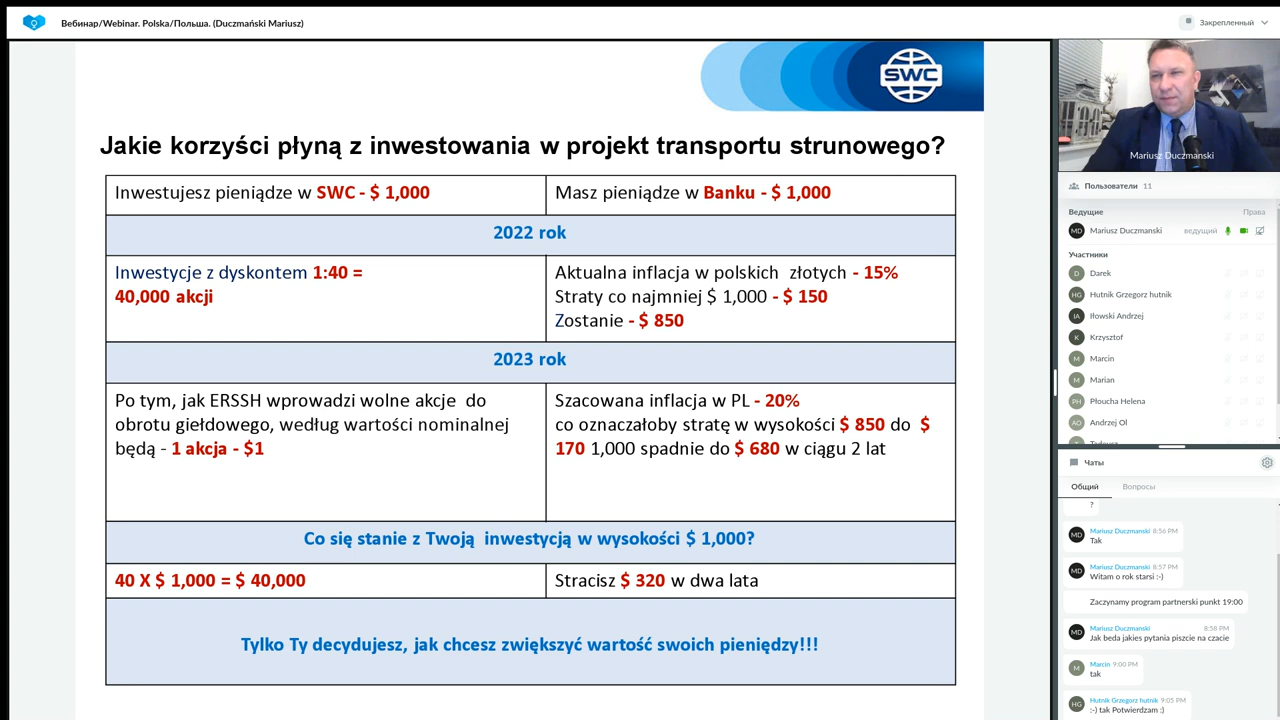 Вебинар/Webinar. Polska/Польша. (Duczmański Mariusz)
Закрепленный
SWC
Jakie korzyści płyną z inwestowania w projekt transportu strunowego?
Inwestujesz pieniądze w SWC - $ 1,000
Masz pieniądze w Banku - $ 1,000
2022 rok
Inwestycje z dyskontem 1:40 =
40,000 akcji
Aktualna inflacja w polskich złotych - 15%
Straty co najmniej $ 1,000 - $ 150
Zostanie - $ 850
2023 rok
Po tym, jak ERSSH wprowadzi wolne akcje do
obrotu giełdowego, według wartości nominalnej
będą - 1 akcja - $1
Szacowana inflacja w PL - 20%
co oznaczałoby stratę w wysokości $ 850 do $
170 1,000 spadnie do $ 680 w ciągu 2 lat
Co się stanie z Twoją inwestycją w wysokości $ 1,000?
40 X $ 1,000 = $ 40,000
Stracisz $ 320 w dwa lata
Tylko Ty decydujesz, jak chcesz zwiększyć wartość swoich pieniędzy!!!
Mariusz Duczmanski
Пользователи 11
Ведущие Права
MD Mariusz Duczmanski ведущий
Участники
D Darek
HG Hutnik Grzegorz hutnik
IA Iłowski Andrzej
K Krzysztof
M Marcin
M Marian
PH Płoucha Helena
AO Andrzej Ol
Чаты
Общий Вопросы
?
MD Mariusz Duczmanski 8:56 PM
Tak
MD Mariusz Duczmanski 8:57 PM
Witam o rok starsi :-)
Zaczynamy program partnerski punkt 19:00
MD Mariusz Duczmanski 8:58 PM
Jak beda jakies pytania piszcie na czacie
M Marcin 9:00 PM
tak
HG Hutnik Grzegorz hutnik 9:05 PM
:-) tak Potwierdzam :)